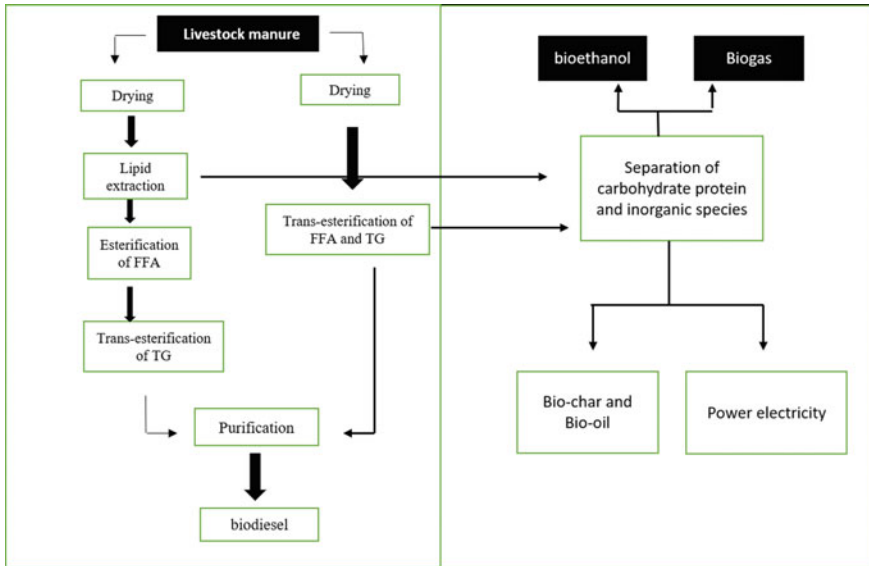 Livestock manure
Drying
Lipid
extraction
Esterification
of FFA
Trans-esterification
of TG
Drying
Trans-esterification of
FFA and TG
Purification
biodiesel
bioethanol
Biogas
Separation of
carbohydrate protein
and inorganic species
Bio-char and
Bio-oil
Power electricity